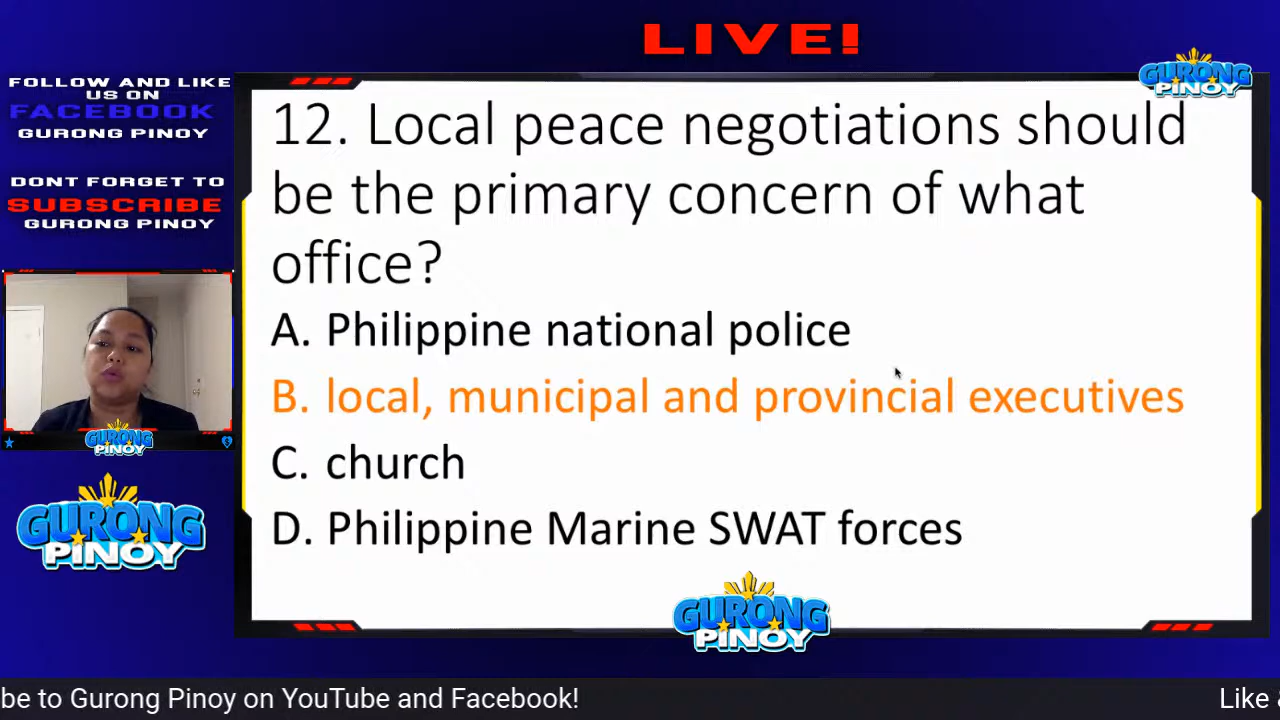 LIVE!
GURONG
PINOY
FOLLOW AND LIKE
US ON
FACEBOOK
GURONG PINOY
DONT FORGET TO
SUBSCRIBE
GURONG PINOY
12. Local peace negotiations should
be the primary concern of what
office?
A. Philippine national police
B. local, municipal and provincial executives
C. church
D. Philippine Marine SWAT forces
GURONG
PINOY
GURONG
PINOY
GURONG
PINOY
be to Gurong Pinoy on YouTube and Facebook!
Like